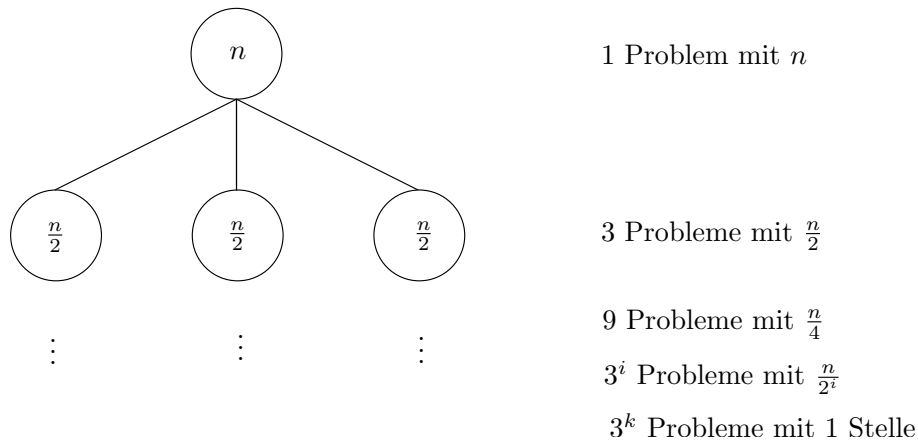 n 1 Problem mit n
n/2 n/2 n/2 3 Probleme mit n/2
9 Probleme mit n/4
⋮ ⋮ ⋮
3^i Probleme mit n/2^i
3^k Probleme mit 1 Stelle